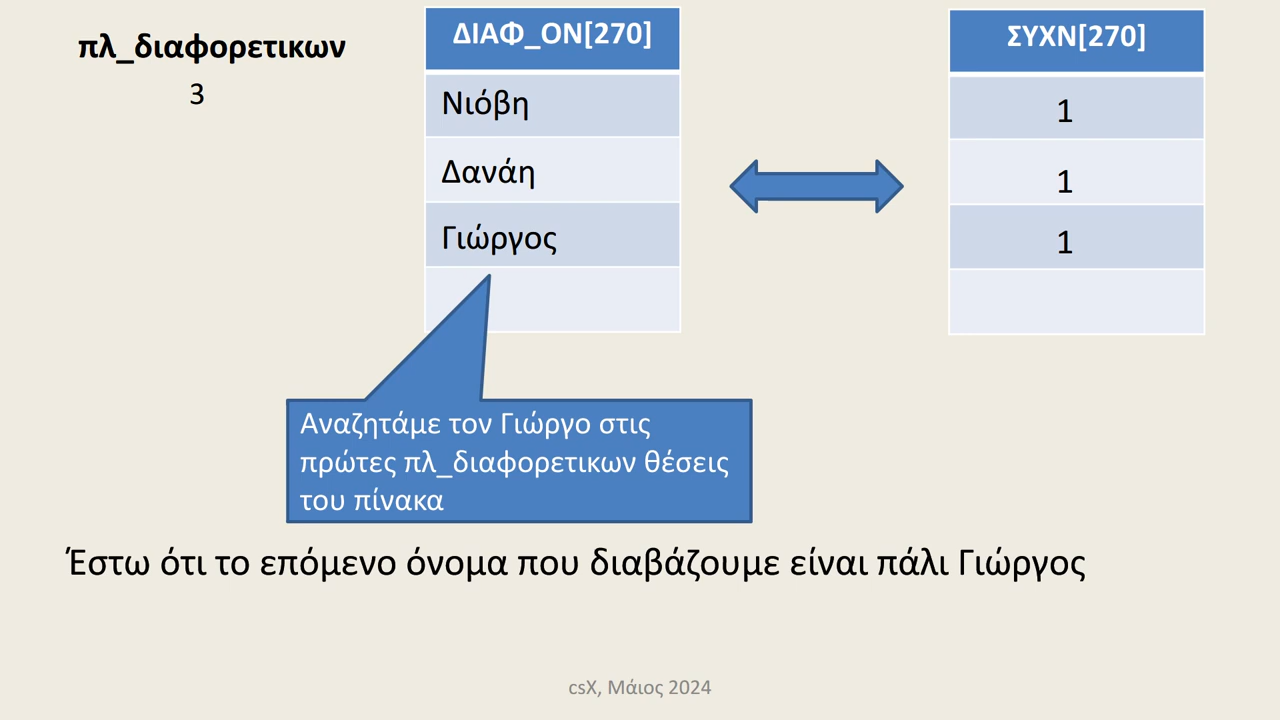 πλ_διαφορετικων
3
ΔΙΑΦ_ΟΝ[270]
Νιόβη
Δανάη
Γιώργος
ΣΥΧΝ[270]
1
1
1
Αναζητάμε τον Γιώργο στις
πρώτες πλ_διαφορετικων θέσεις
του πίνακα
Έστω ότι το επόμενο όνομα που διαβάζουμε είναι πάλι Γιώργος
csX, Μάιος 2024